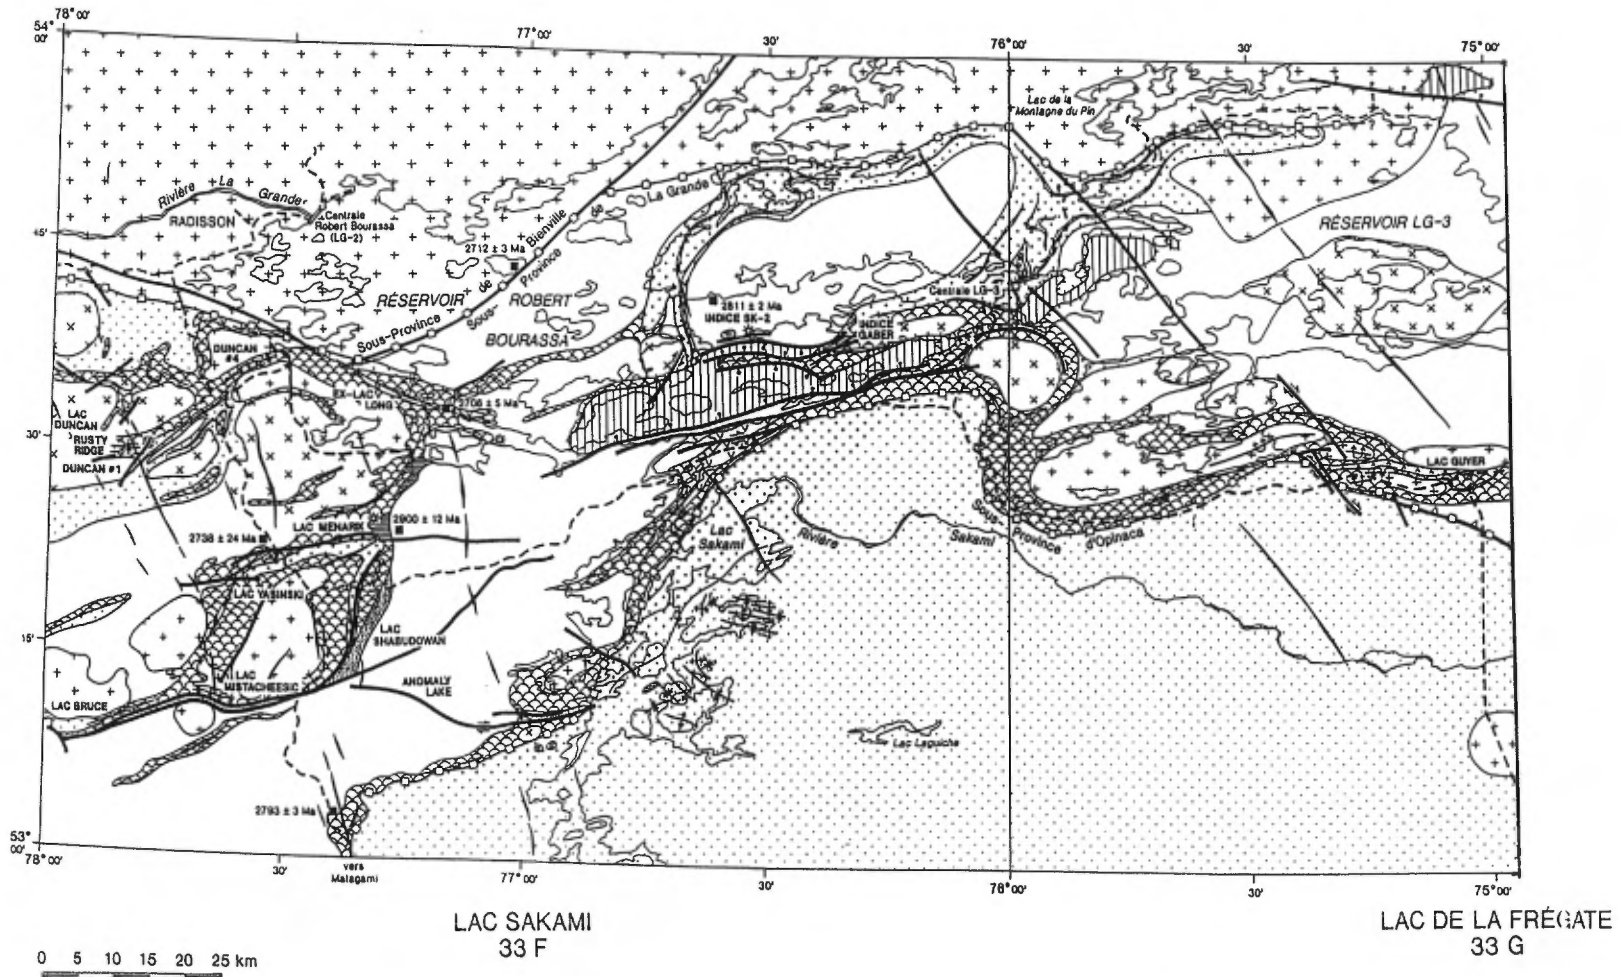 78° 00'
77° 00'
30'
76° 00'
30'
75° 00'
54°
00'
Lac de la
Montagne du Pin
Rivière La Grande
RADISSON
Centrale
Robert Bourassa
(LG-2)
La Grande
de
Bienville
Sous-Province de
Sous-Province
45'
RÉSERVOIR LG-3
2712 ± 3 Ma
RÉSERVOIR
ROBERT
BOURASSA
2811 ± 2 Ma
INDICE SK-2
Centrale LG-3
INDICE
GABER
DUNCAN
#4
EX-LAC
LONG
2708 ± 5 Ma
LAC
DUNCAN
30'
RUSTY
RIDGE
DUNCAN #1
LAC GUYER
LAC MENARIK
2900 ± 12 Ma
2738 ± 24 Ma
Lac
Sakami
Rivière
Sakami
Sous-Province
d'Opinaca
LAC YASINSKI
15'
LAC
SHABUDOWAN
LAC
MISTACHEESIC
ANOMALY
LAKE
LAC BRUCE
Lac Laguiche
2793 ± 3 Ma
53°
00'
78° 00'
30'
vers
Matagami
77° 00'
30'
76° 00'
30'
75° 00'
LAC SAKAMI
33 F
LAC DE LA FRÉGATE
33 G
0 5 10 15 20 25 km